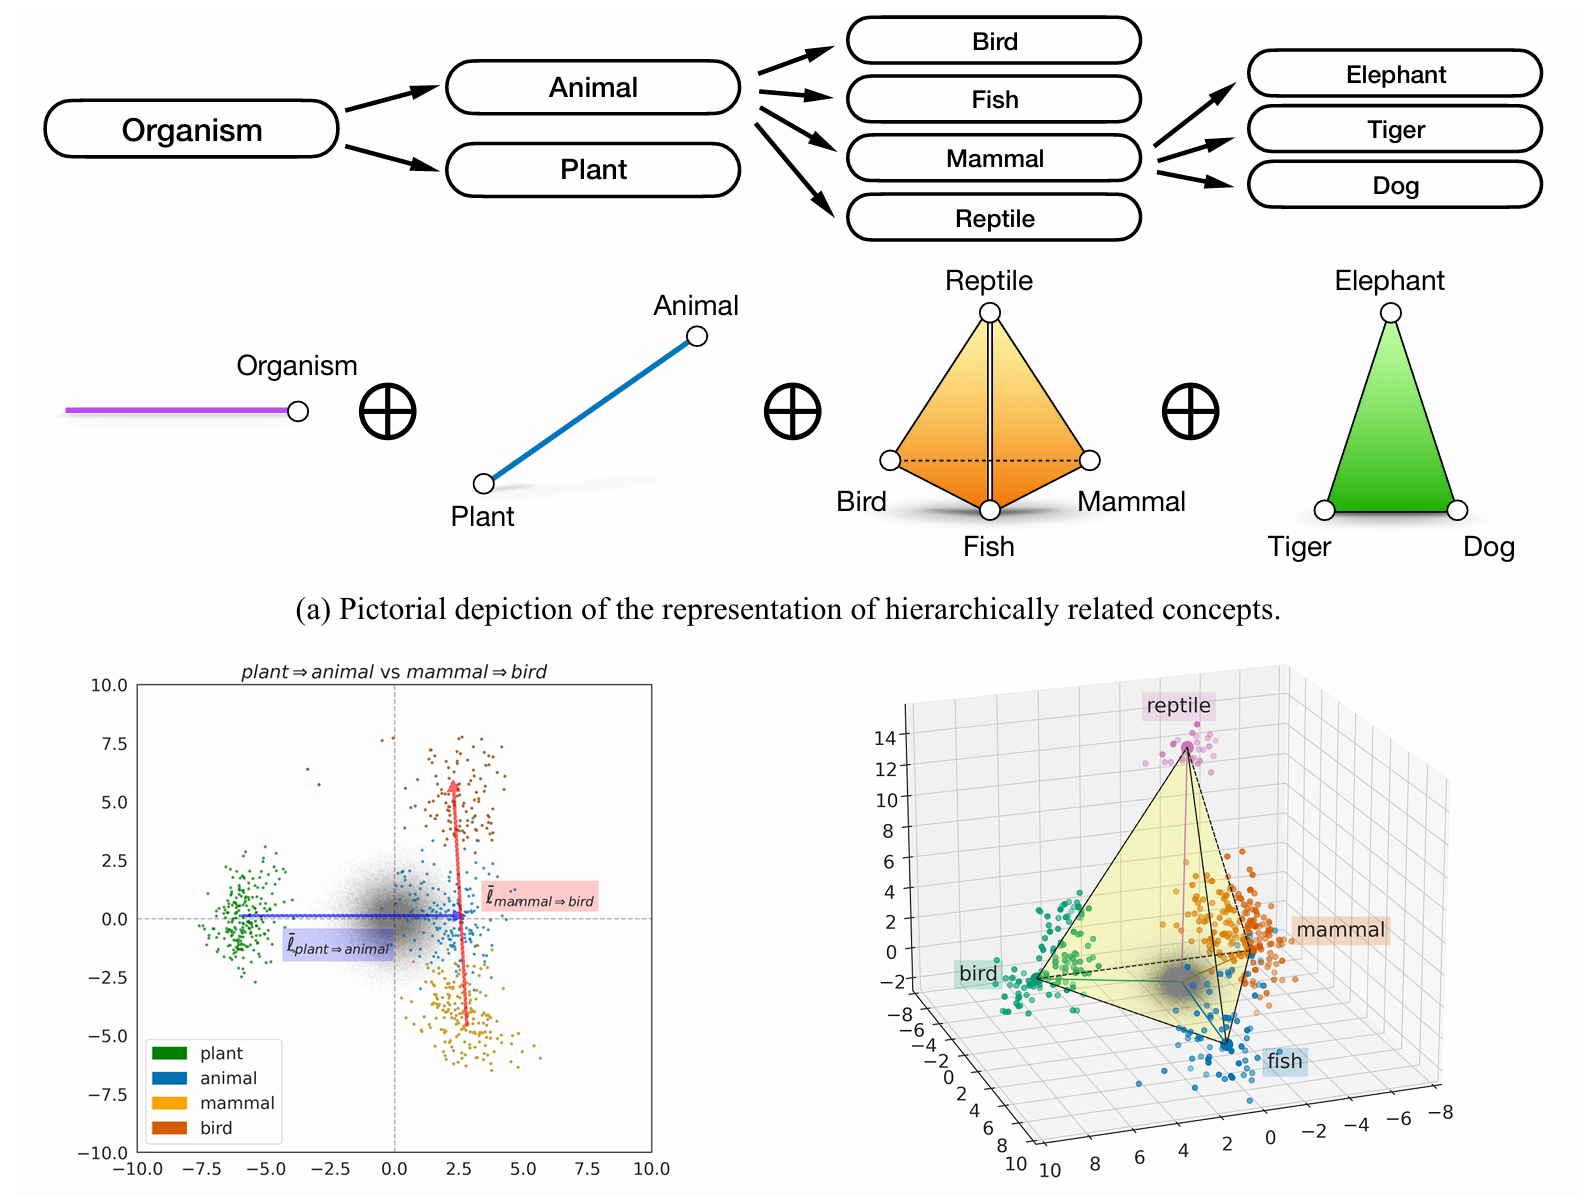 Organism
Animal
Plant
Bird
Fish
Mammal
Reptile
Elephant
Tiger
Dog
Organism
Animal
Plant
Reptile
Bird
Mammal
Fish
Elephant
Tiger
Dog
(a) Pictorial depiction of the representation of hierarchically related concepts.
plant ⇒ animal vs mammal ⇒ bird
10.0
7.5
5.0
2.5
0.0
−2.5
−5.0
−7.5
−10.0
−10.0 −7.5 −5.0 −2.5 0.0 2.5 5.0 7.5 10.0
ℓ̄mammal ⇒ bird
ℓ̄plant ⇒ animal
plant
animal
mammal
bird
reptile
mammal
bird
fish
14
12
10
8
6
4
2
0
−2
−8
−6
−4
−2
0
2
4
6
8
10
10 8 6 4 2 0 −2 −4 −6 −8